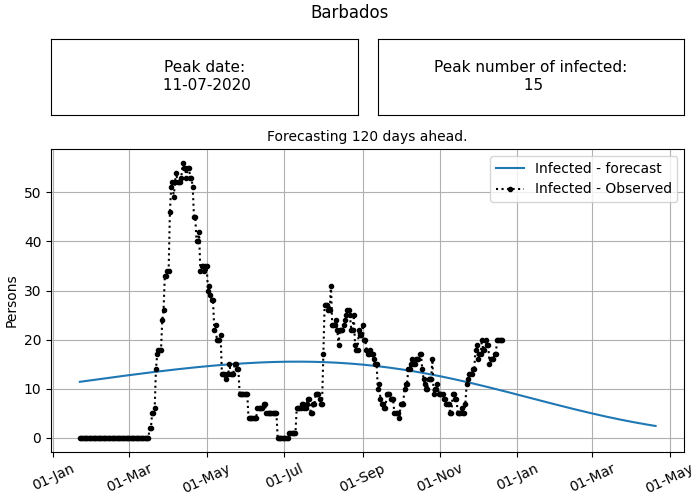 Barbados
Peak date:
11-07-2020
Peak number of infected:
15
Forecasting 120 days ahead.
Infected - forecast
Infected - Observed
Persons
50
40
30
20
10
0
01-Jan
01-Mar
01-May
01-Jul
01-Sep
01-Nov
01-Jan
01-Mar
01-May